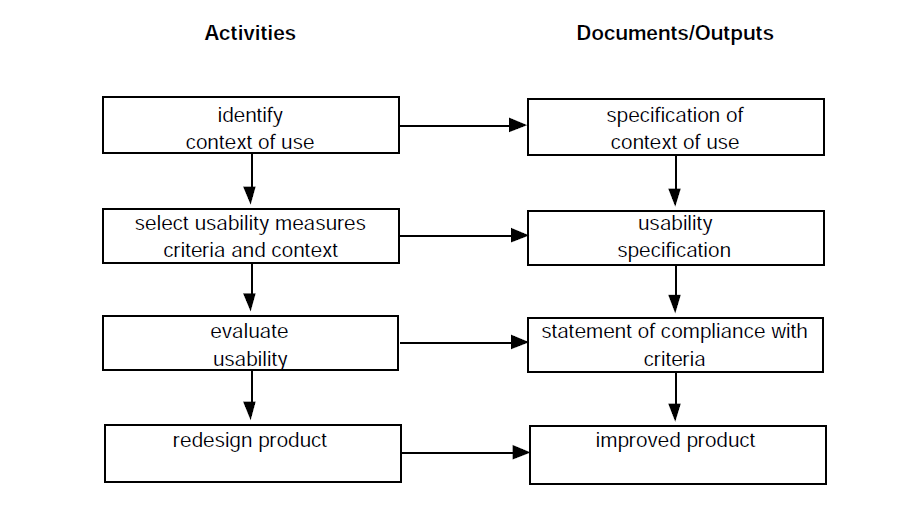 Activities
Documents/Outputs
identify
context of use
specification of
context of use
select usability measures
criteria and context
usability
specification
evaluate
usability
statement of compliance with
criteria
redesign product
improved product